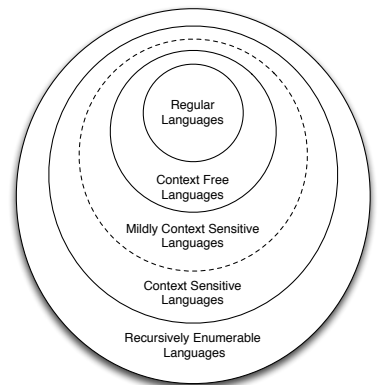 Regular
Languages
Context Free
Languages
Mildly Context Sensitive
Languages
Context Sensitive
Languages
Recursively Enumerable
Languages